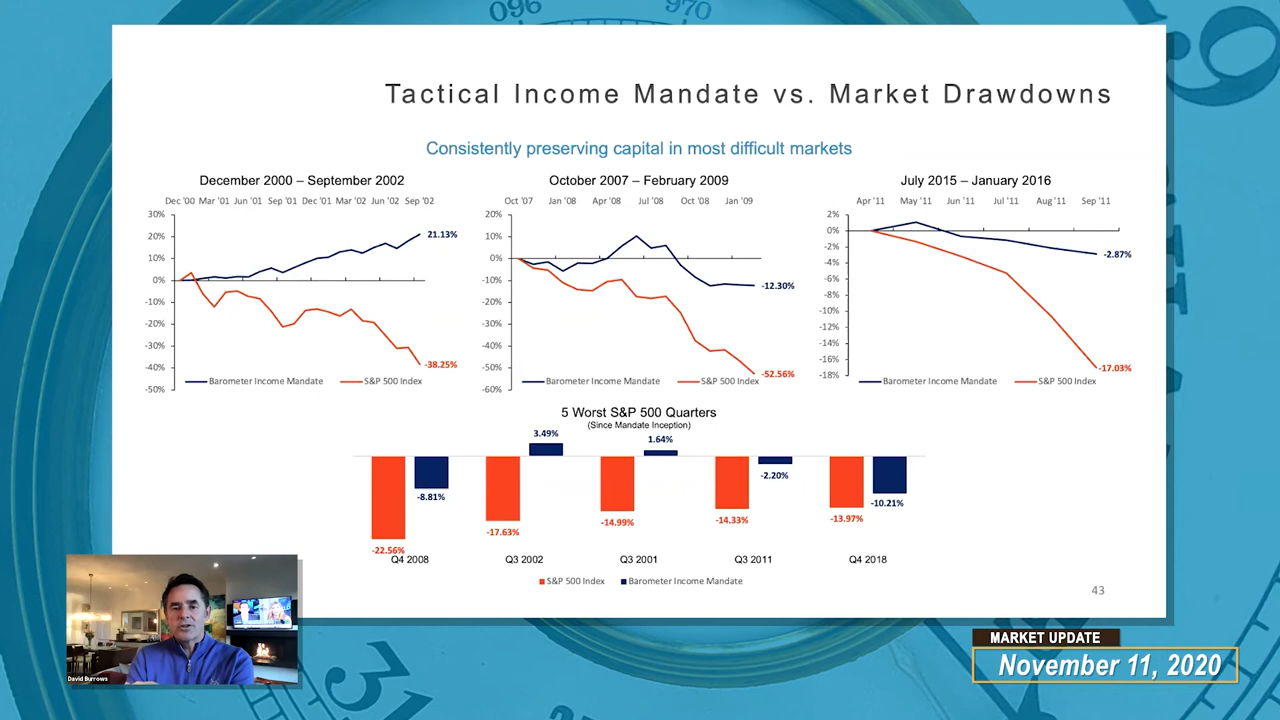 096
970
Tactical Income Mandate vs. Market Drawdowns
Consistently preserving capital in most difficult markets
December 2000 – September 2002
Dec '00 Mar '01 Jun '01 Sep '01 Dec '01 Mar '02 Jun '02 Sep '02
30%
20%
10%
0%
-10%
-20%
-30%
-40%
-50%
21.13%
-38.25%
Barometer Income Mandate S&P 500 Index
October 2007 – February 2009
Oct '07 Jan '08 Apr '08 Jul '08 Oct '08 Jan '09
20%
10%
0%
-10%
-20%
-30%
-40%
-50%
-60%
-12.30%
-52.56%
Barometer Income Mandate S&P 500 Index
July 2015 – January 2016
Apr '11 May '11 Jun '11 Jul '11 Aug '11 Sep '11
2%
0%
-2%
-4%
-6%
-8%
-10%
-12%
-14%
-16%
-18%
-2.87%
-17.03%
Barometer Income Mandate S&P 500 Index
5 Worst S&P 500 Quarters
(Since Mandate Inception)
3.49%
1.64%
-8.81%
-2.20%
-10.21%
-22.56%
-17.63%
-14.99%
-14.33%
-13.97%
Q4 2008 Q3 2002 Q3 2001 Q3 2011 Q4 2018
S&P 500 Index Barometer Income Mandate
43
David Burrows
31
MARKET UPDATE
November 11, 2020